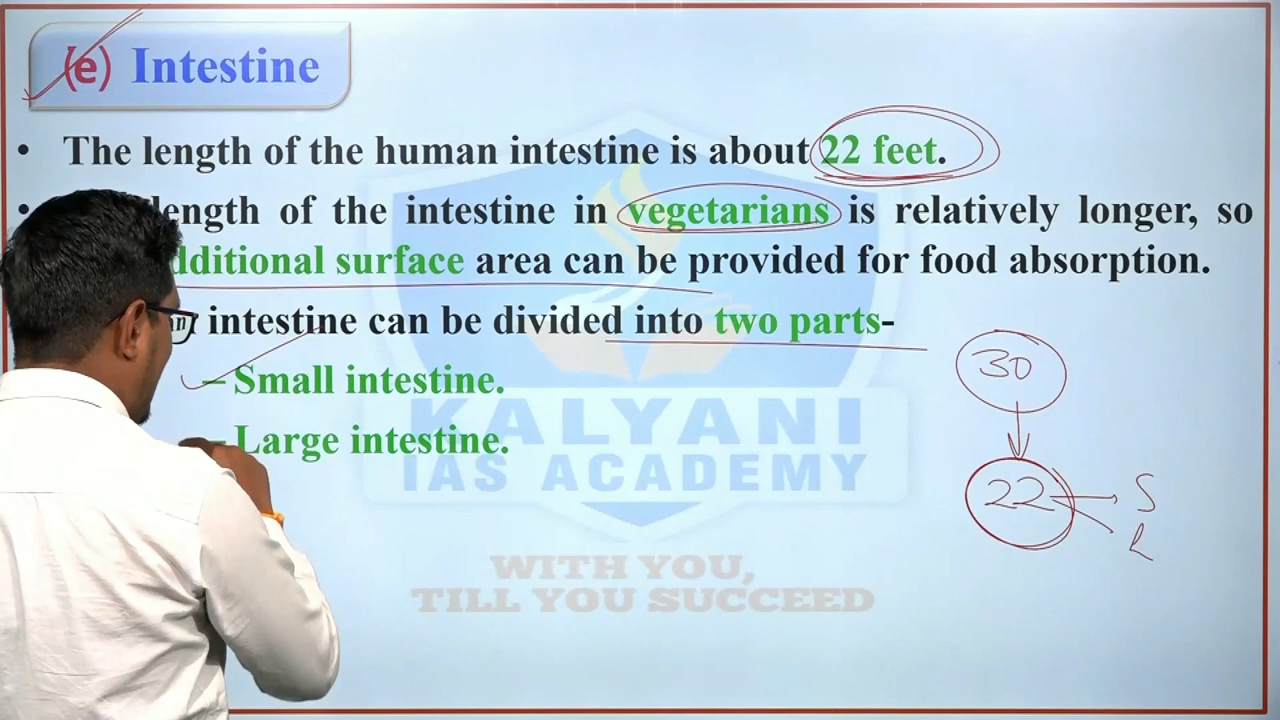 (e) Intestine
• The length of the human intestine is about 22 feet.
• length of the intestine in vegetarians is relatively longer, so
additional surface area can be provided for food absorption.
intestine can be divided into two parts-
– Small intestine.
– Large intestine.
30
22
S
L
KALYANI
IAS ACADEMY
WITH YOU,
TILL YOU SUCCEED